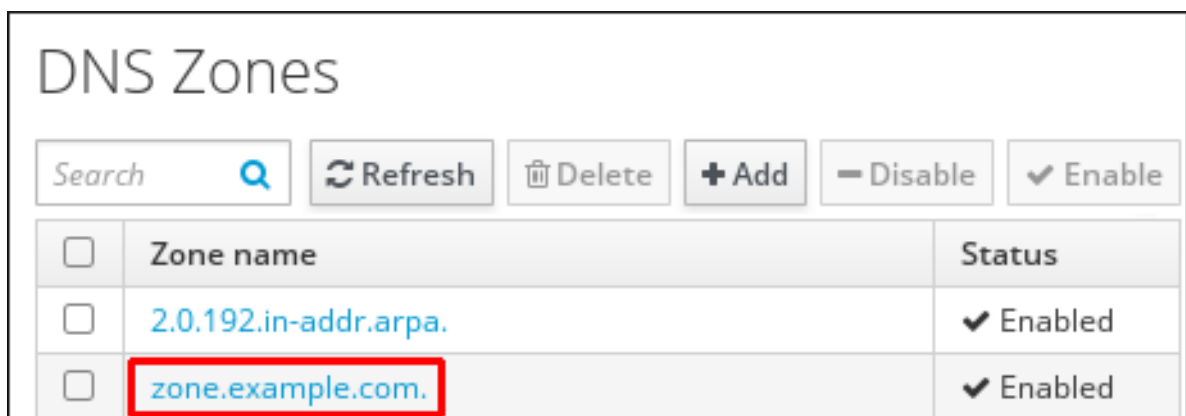 DNS Zones
Search Refresh Delete Add Disable Enable
Zone name Status
2.0.192.in-addr.arpa. Enabled
zone.example.com. Enabled